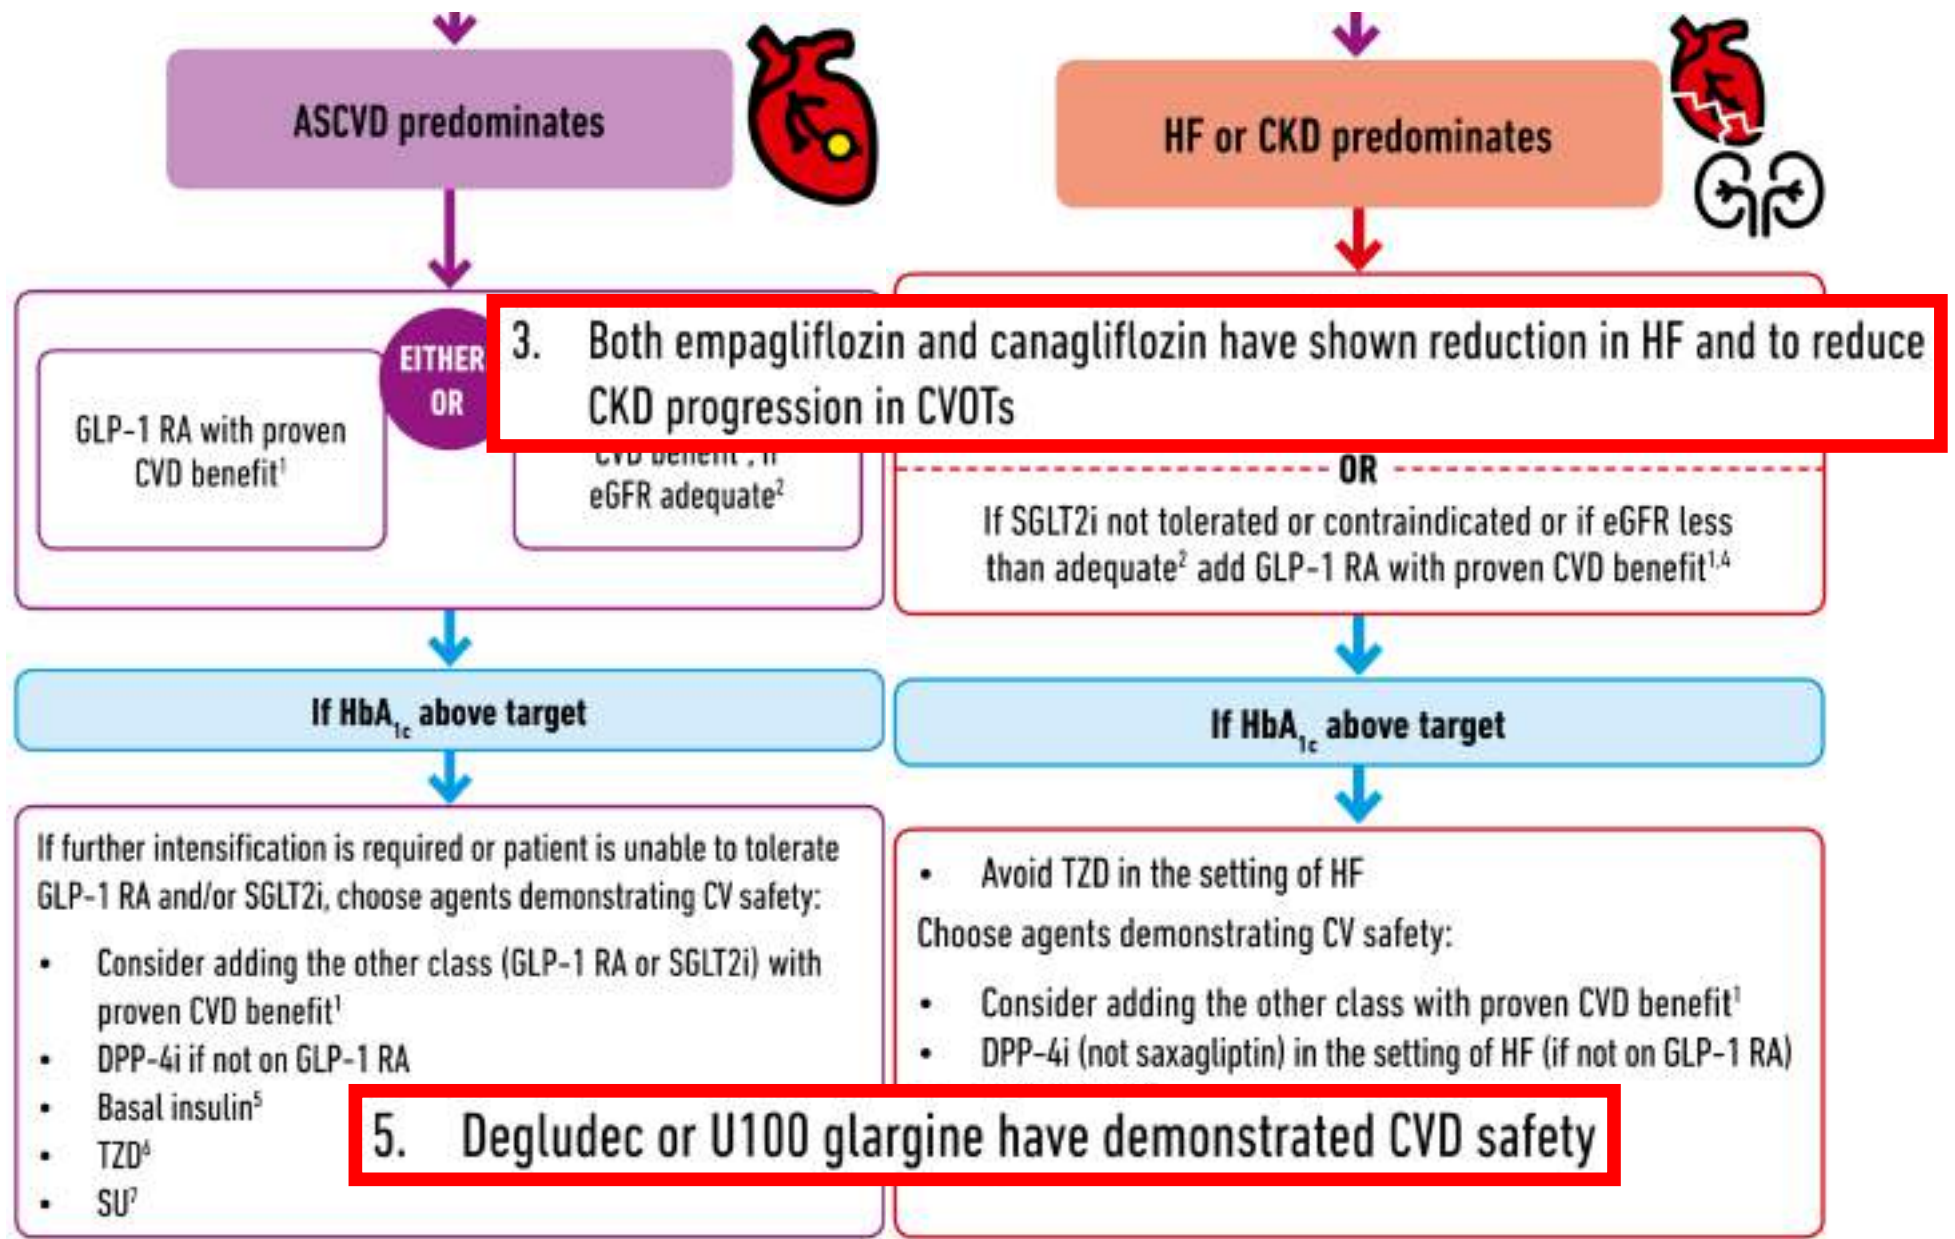 ASCVD predominates
HF or CKD predominates
EITHER
OR
GLP-1 RA with proven
CVD benefit¹
3. Both empagliflozin and canagliflozin have shown reduction in HF and to reduce
CKD progression in CVOTs
CVD benefit , if
eGFR adequate²
OR
If SGLT2i not tolerated or contraindicated or if eGFR less
than adequate² add GLP-1 RA with proven CVD benefit¹,⁴
If HbA₁c above target
If HbA₁c above target
If further intensification is required or patient is unable to tolerate
GLP-1 RA and/or SGLT2i, choose agents demonstrating CV safety:
• Consider adding the other class (GLP-1 RA or SGLT2i) with
proven CVD benefit¹
• DPP-4i if not on GLP-1 RA
• Basal insulin⁵
• TZD⁶
• SU⁷
• Avoid TZD in the setting of HF
Choose agents demonstrating CV safety:
• Consider adding the other class with proven CVD benefit¹
• DPP-4i (not saxagliptin) in the setting of HF (if not on GLP-1 RA)
5. Degludec or U100 glargine have demonstrated CVD safety